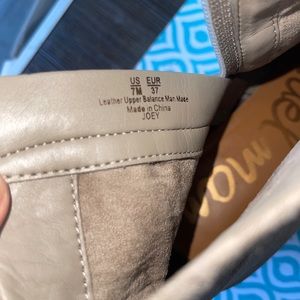 US EUR
7M 37
Leather Upper Balance Man Made
Made in China
JOEY